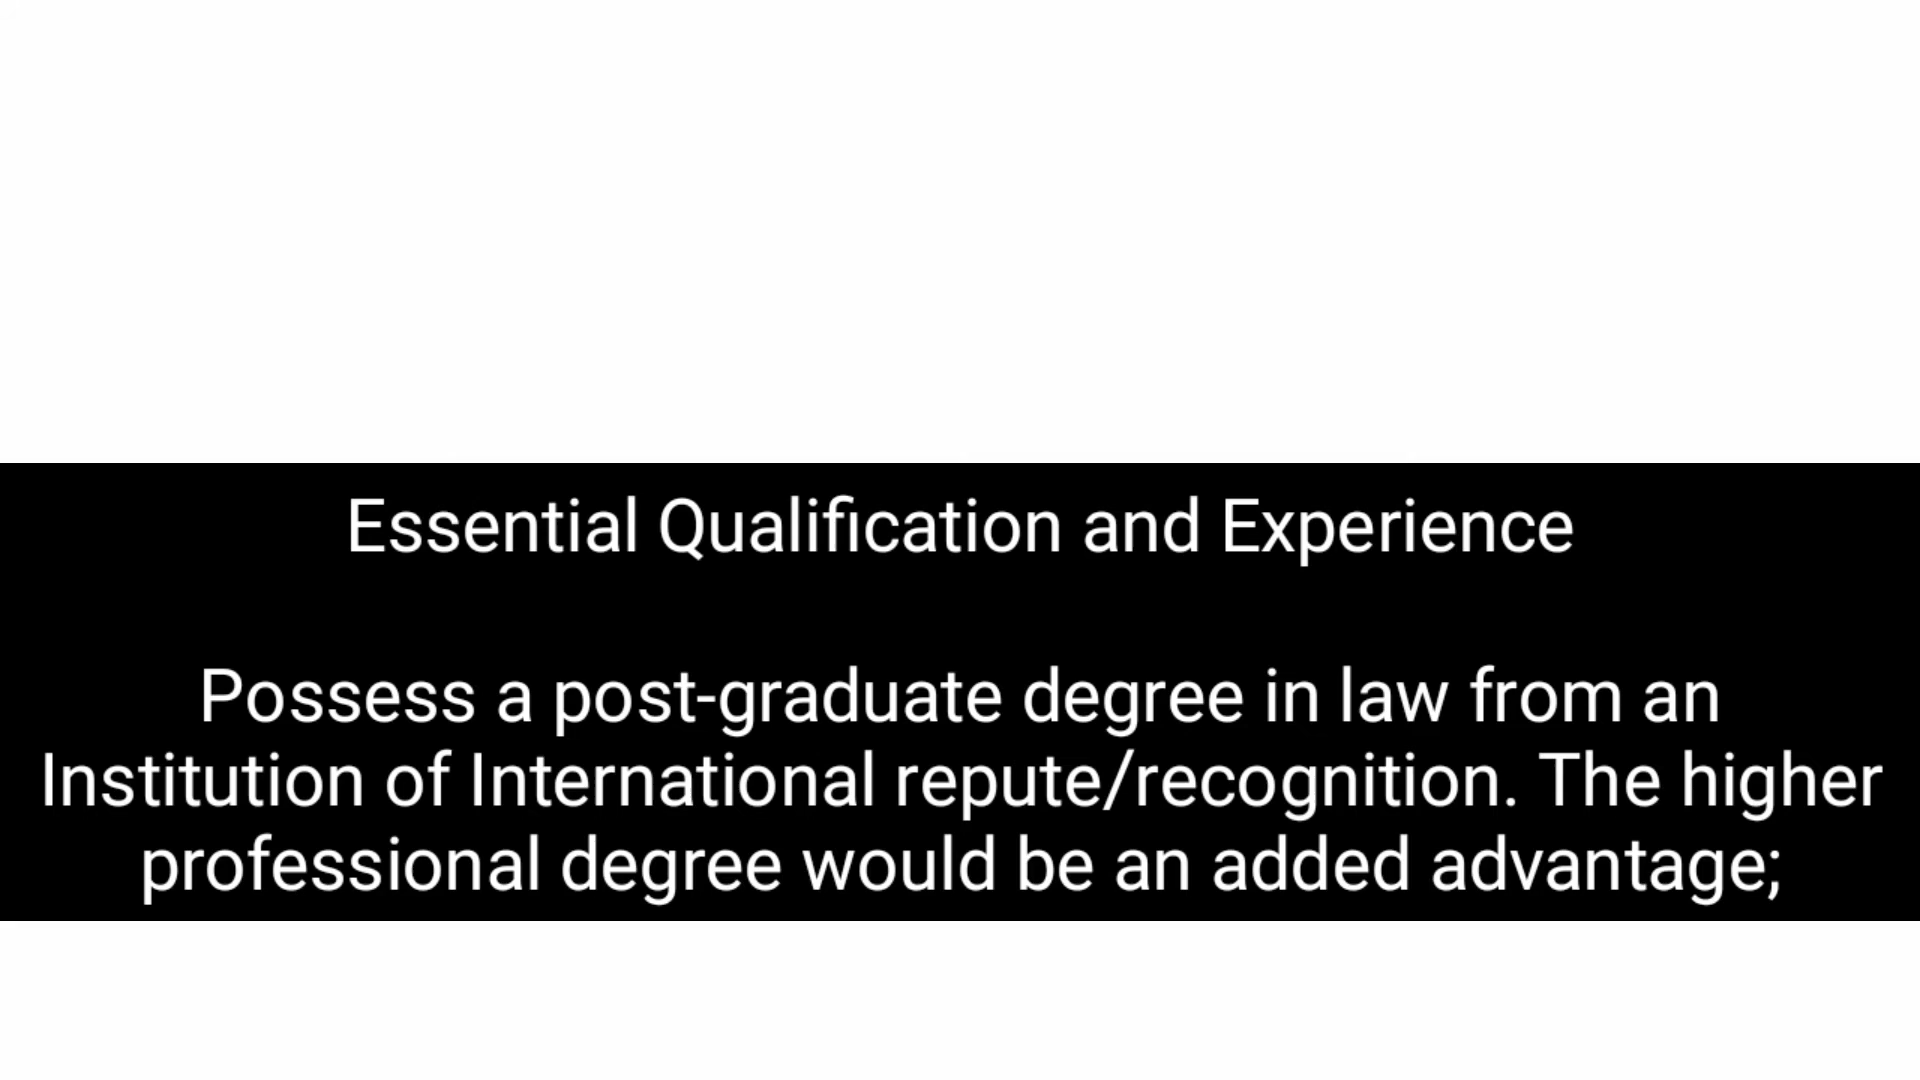 Essential Qualification and Experience
Possess a post-graduate degree in law from an
Institution of International repute/recognition. The higher
professional degree would be an added advantage;